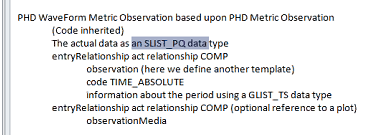 PHD WaveForm Metric Observation based upon PHD Metric Observation
(Code inherited)
The actual data as an SLIST_PQ data type
entryRelationship act relationship COMP
observation (here we define another template)
code TIME_ABSOLUTE
information about the period using a GLIST_TS data type
entryRelationship act relationship COMP (optional reference to a plot)
observationMedia